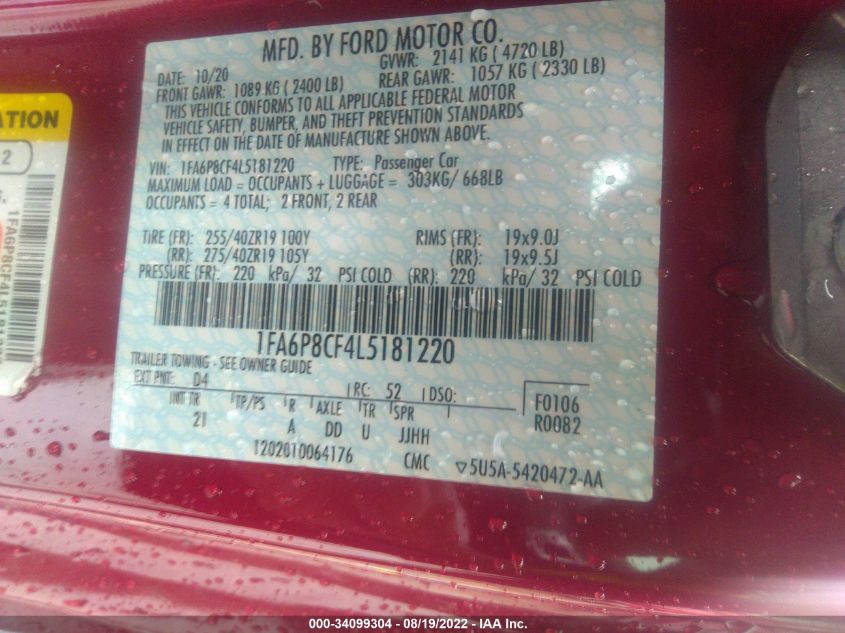 MFD. BY FORD MOTOR CO.
DATE: 10/20 GVWR: 2141 KG ( 4720 LB)
FRONT GAWR: 1089 KG ( 2400 LB) REAR GAWR: 1057 KG ( 2330 LB)
THIS VEHICLE CONFORMS TO ALL APPLICABLE FEDERAL MOTOR
VEHICLE SAFETY, BUMPER, AND THEFT PREVENTION STANDARDS
IN EFFECT ON THE DATE OF MANUFACTURE SHOWN ABOVE.
VIN: 1FA6P8CF4L5181220 TYPE: Passenger Car
MAXIMUM LOAD = OCCUPANTS + LUGGAGE = 303KG/ 668LB
OCCUPANTS = 4 TOTAL; 2 FRONT, 2 REAR
TIRE (FR): 255/40ZR19 100Y RIMS (FR): 19x9.0J
(RR): 275/40ZR19 105Y (RR): 19x9.5J
PRESSURE (FR): 220 kPa/ 32 PSI COLD (RR): 220 kPa/ 32 PSI COLD
1FA6P8CF4L5181220
TRAILER TOWING - SEE OWNER GUIDE
EXT PNT: D4 RC: 52 DSO:
INT TR TP/PS R AXLE TR SPR F0106
21 A DD U JJHH R0082
1202010064176 CMC ▽5U5A-5420472-AA
ATION
2
000-34099304 - 08/19/2022 - IAA Inc.